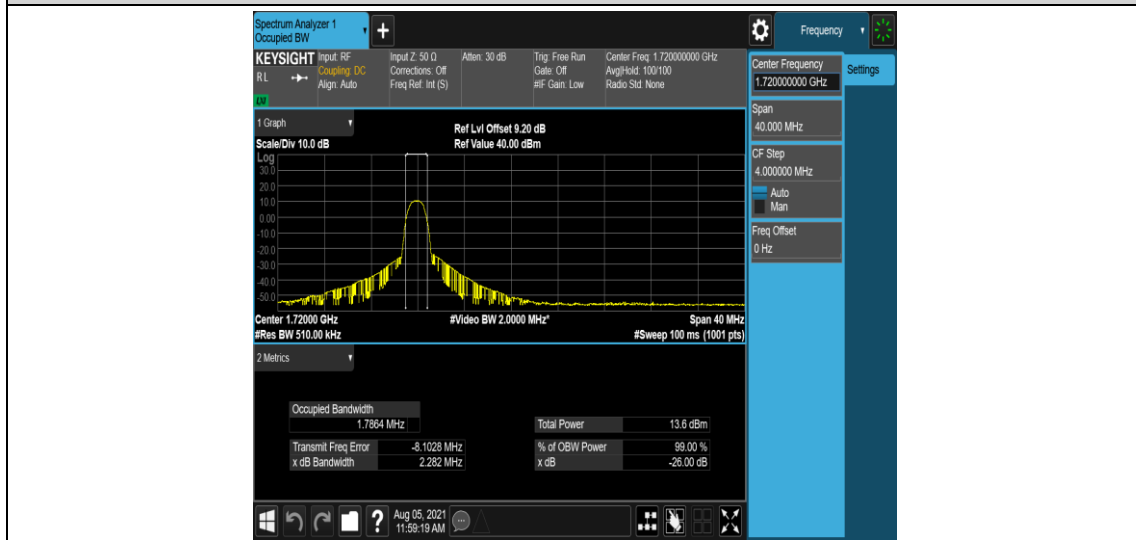 Spectrum Analyzer 1
Occupied BW
Frequency
KEYSIGHT
RL
Input: RF
Coupling: DC
Align: Auto
Input Z: 50 Ω
Corrections: Off
Freq Ref: Int (S)
Atten: 30 dB
Trig: Free Run
Gate: Off
#IF Gain: Low
Center Freq: 1.720000000 GHz
Avg|Hold: 100/100
Radio Std: None
LXI
Center Frequency
1.720000000 GHz
Settings
Span
40.000 MHz
CF Step
4.000000 MHz
Auto
Man
Freq Offset
0 Hz
1 Graph
Scale/Div 10.0 dB
Ref Lvl Offset 9.20 dB
Ref Value 40.00 dBm
Log
30.0
20.0
10.0
0.00
-10.0
-20.0
-30.0
-40.0
-50.0
Center 1.72000 GHz
#Video BW 2.0000 MHz*
Span 40 MHz
#Res BW 510.00 kHz
#Sweep 100 ms (1001 pts)
2 Metrics
Occupied Bandwidth
1.7864 MHz
Total Power 13.6 dBm
Transmit Freq Error -8.1028 MHz
% of OBW Power 99.00 %
x dB Bandwidth 2.282 MHz
x dB -26.00 dB
Aug 05, 2021
11:59:19 AM